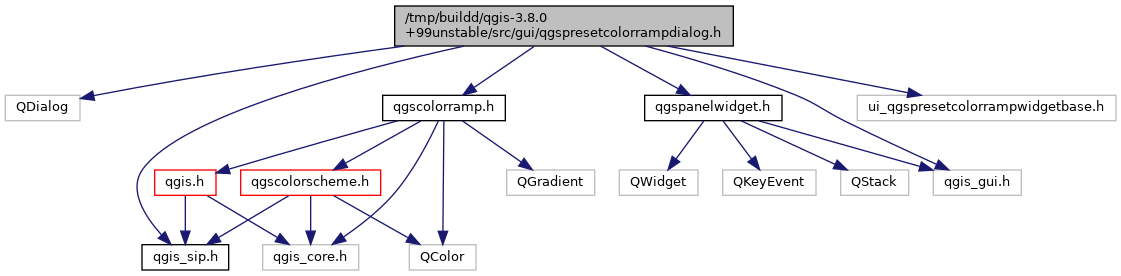 /tmp/buildd/qgis-3.8.0
+99unstable/src/gui/qgspresetcolorrampdialog.h
QDialog
qgscolorramp.h
qgspanelwidget.h
ui_qgspresetcolorrampwidgetbase.h
qgis.h
qgscolorscheme.h
QGradient
QWidget
QKeyEvent
QStack
qgis_gui.h
qgis_sip.h
qgis_core.h
QColor